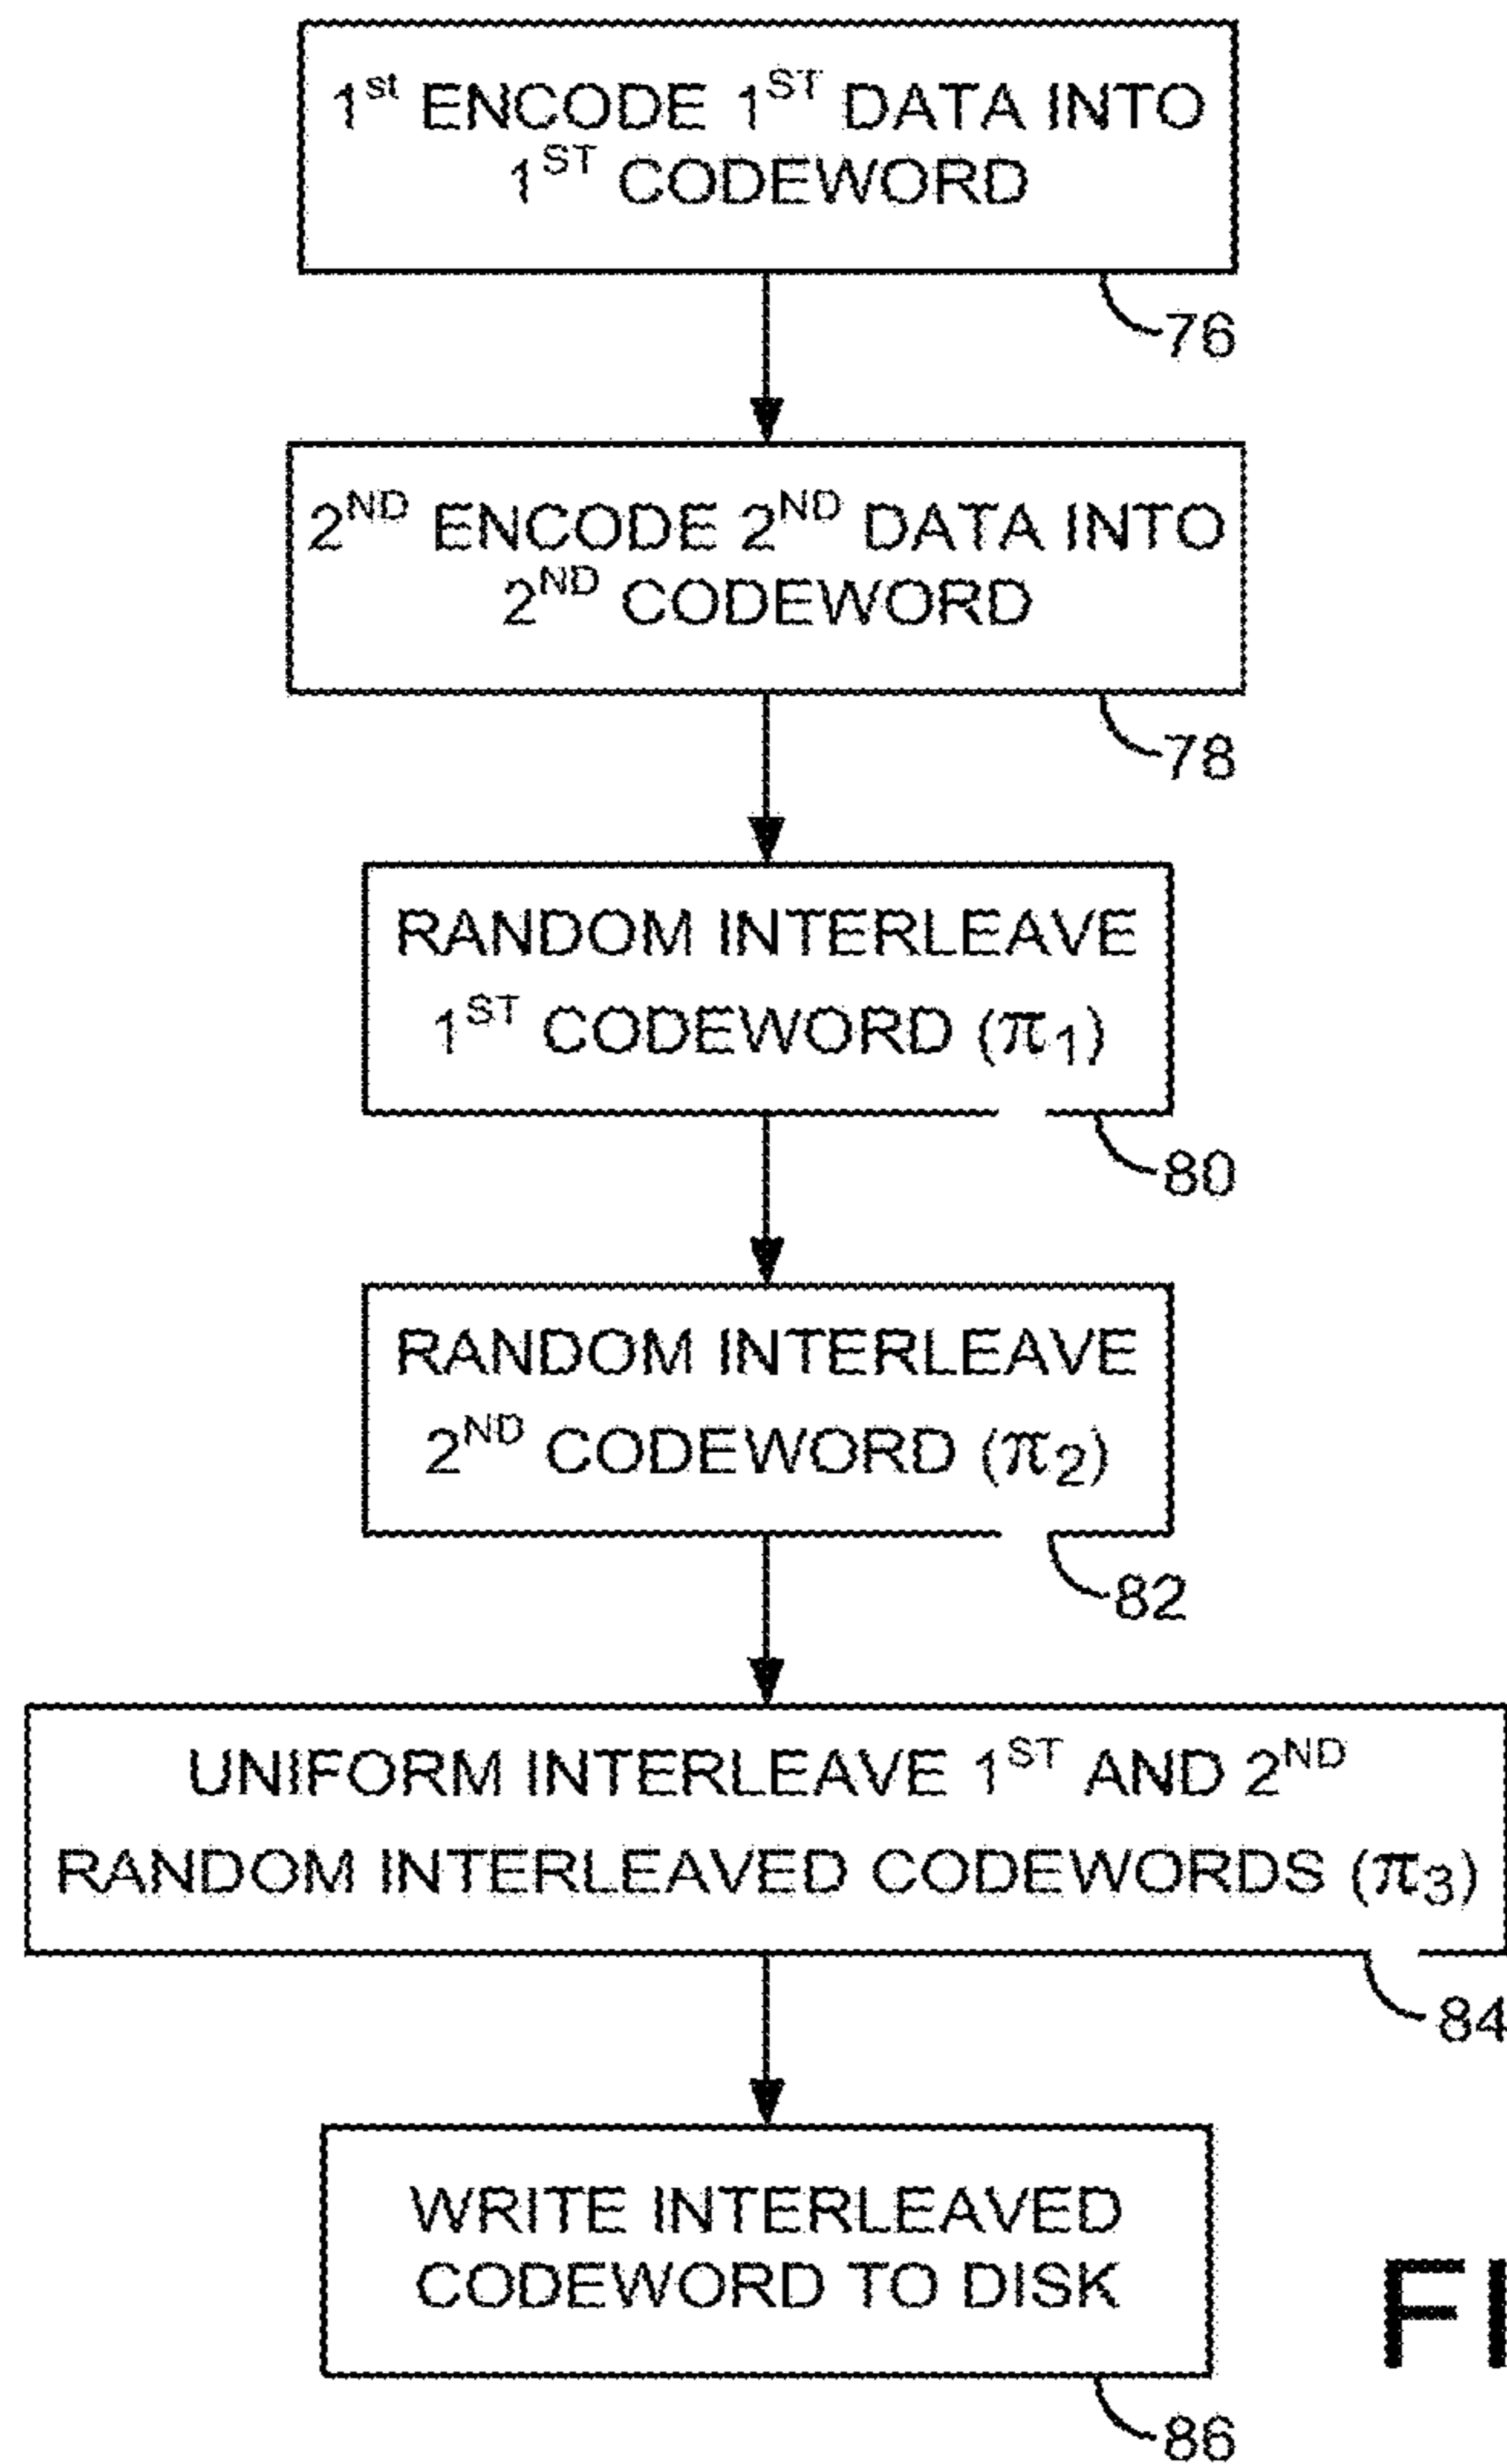 1st ENCODE 1ST DATA INTO
1ST CODEWORD
76
2ND ENCODE 2ND DATA INTO
2ND CODEWORD
78
RANDOM INTERLEAVE
1ST CODEWORD (π1)
80
RANDOM INTERLEAVE
2ND CODEWORD (π2)
82
UNIFORM INTERLEAVE 1ST AND 2ND
RANDOM INTERLEAVED CODEWORDS (π3)
84
WRITE INTERLEAVED
CODEWORD TO DISK
86